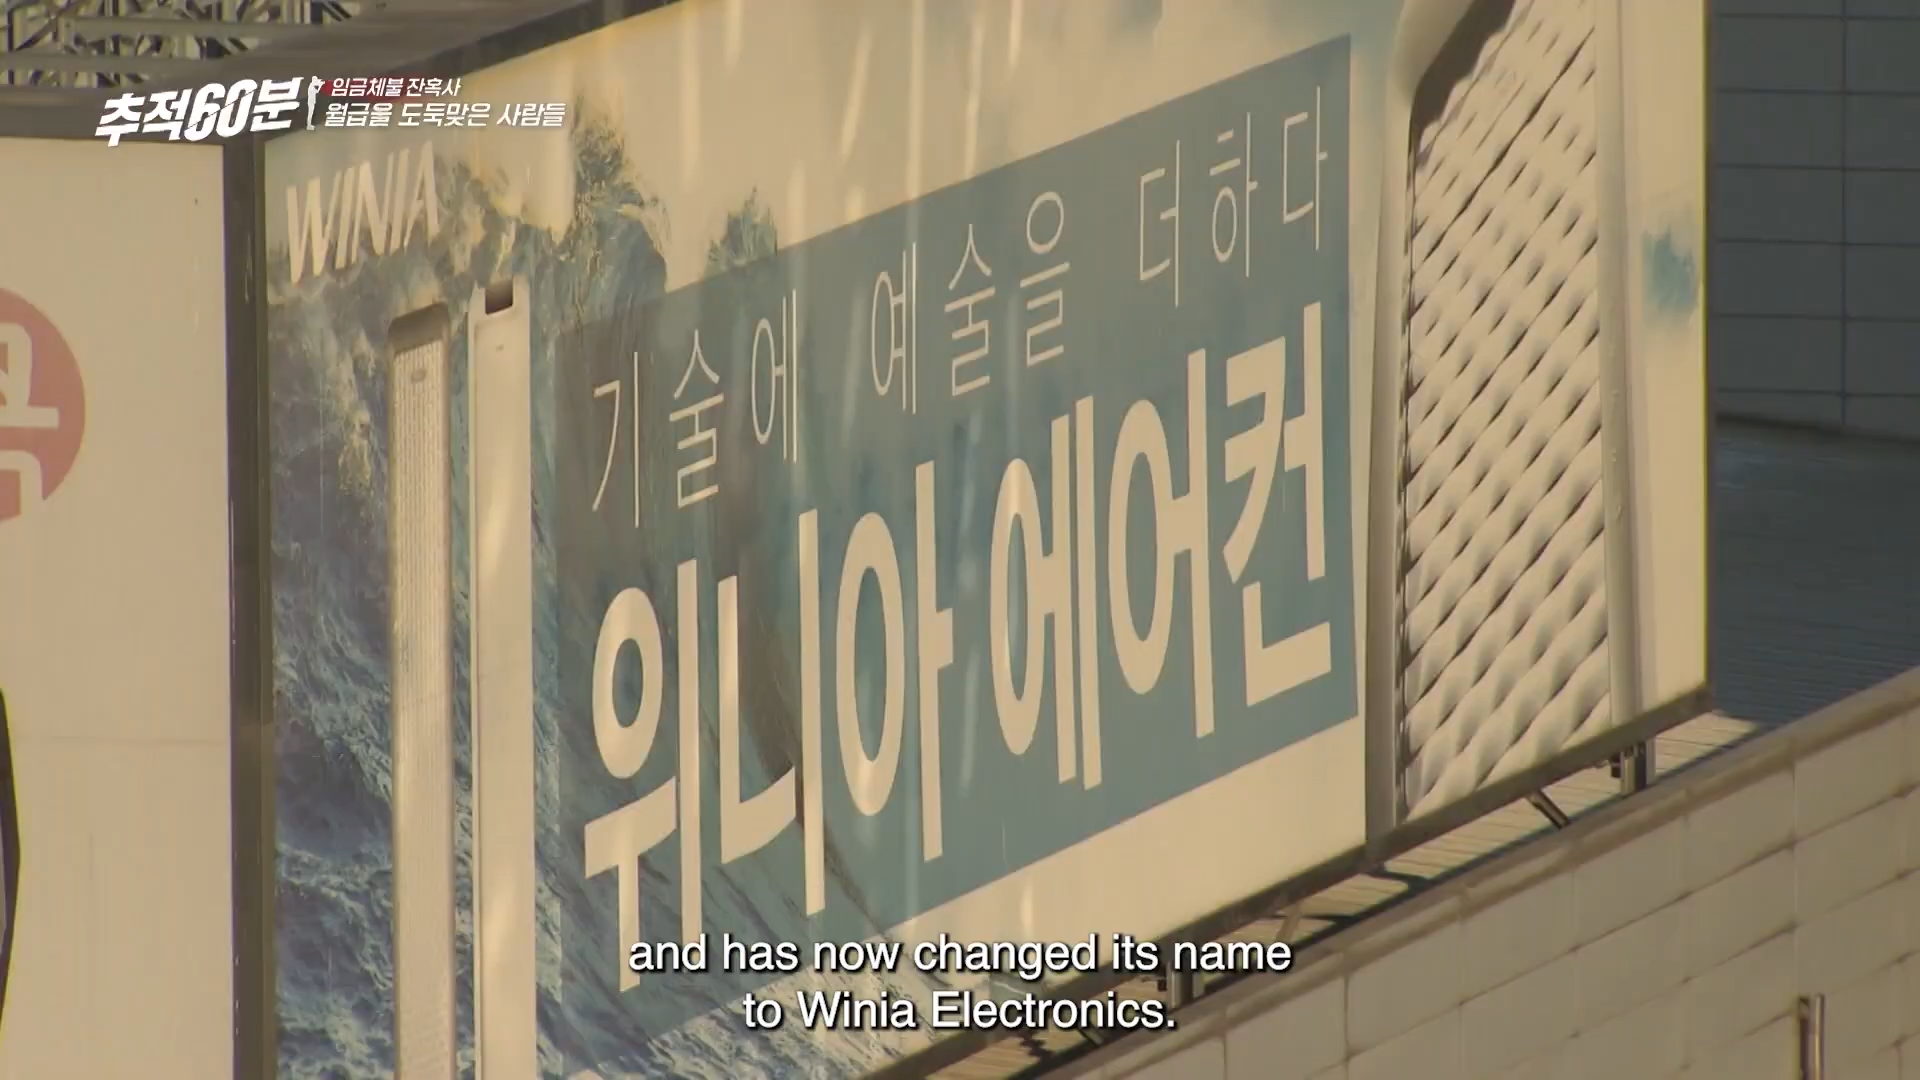 추적60분
임금체불 잔혹사
월급을 도둑맞은 사람들
WINIA
기술에 예술을 더하다
위니아 에어컨
and has now changed its name
to Winia Electronics.